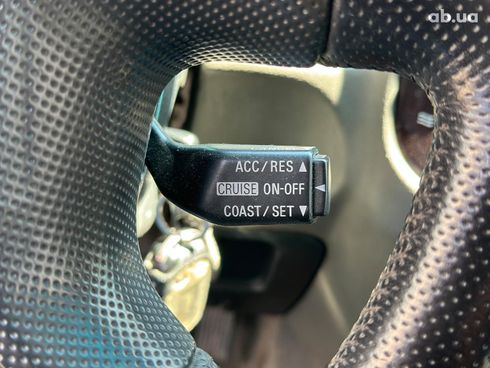 ab.ua
ACC/RES ▲
CRUISE ON-OFF ◀
COAST/SET ▼